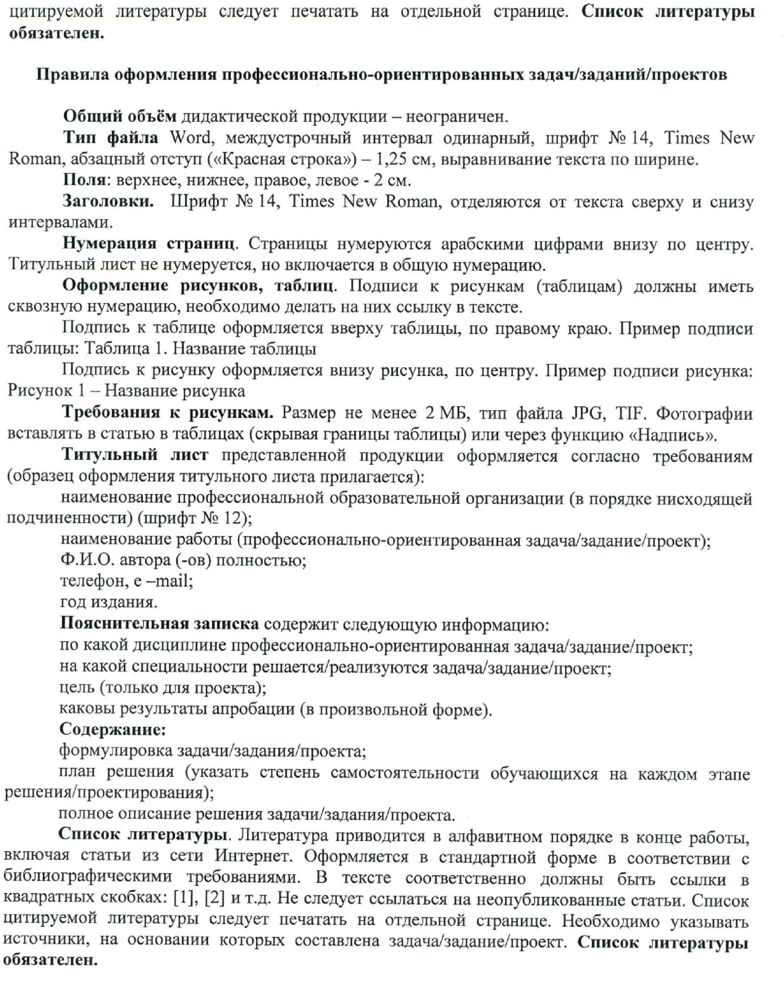 цитируемой литературы следует печатать на отдельной странице. Список литературы
обязателен.
Правила оформления профессионально-ориентированных задач/заданий/проектов
Общий объём дидактической продукции – неограничен.
Тип файла Word, междустрочный интервал одинарный, шрифт № 14, Times New
Roman, абзацный отступ («Красная строка») – 1,25 см, выравнивание текста по ширине.
Поля: верхнее, нижнее, правое, левое - 2 см.
Заголовки. Шрифт № 14, Times New Roman, отделяются от текста сверху и снизу
интервалами.
Нумерация страниц. Страницы нумеруются арабскими цифрами внизу по центру.
Титульный лист не нумеруется, но включается в общую нумерацию.
Оформление рисунков, таблиц. Подписи к рисункам (таблицам) должны иметь
сквозную нумерацию, необходимо делать на них ссылку в тексте.
Подпись к таблице оформляется вверху таблицы, по правому краю. Пример подписи
таблицы: Таблица 1. Название таблицы
Подпись к рисунку оформляется внизу рисунка, по центру. Пример подписи рисунка:
Рисунок 1 – Название рисунка
Требования к рисункам. Размер не менее 2 МБ, тип файла JPG, TIF. Фотографии
вставлять в статью в таблицах (скрывая границы таблицы) или через функцию «Надпись».
Титульный лист представленной продукции оформляется согласно требованиям
(образец оформления титульного листа прилагается):
наименование профессиональной образовательной организации (в порядке нисходящей
подчиненности) (шрифт № 12);
наименование работы (профессионально-ориентированная задача/задание/проект);
Ф.И.О. автора (-ов) полностью;
телефон, e –mail;
год издания.
Пояснительная записка содержит следующую информацию:
по какой дисциплине профессионально-ориентированная задача/задание/проект;
на какой специальности решается/реализуются задача/задание/проект;
цель (только для проекта);
каковы результаты апробации (в произвольной форме).
Содержание:
формулировка задачи/задания/проекта;
план решения (указать степень самостоятельности обучающихся на каждом этапе
решения/проектирования);
полное описание решения задачи/задания/проекта.
Список литературы. Литература приводится в алфавитном порядке в конце работы,
включая статьи из сети Интернет. Оформляется в стандартной форме в соответствии с
библиографическими требованиями. В тексте соответственно должны быть ссылки в
квадратных скобках: [1], [2] и т.д. Не следует ссылаться на неопубликованные статьи. Список
цитируемой литературы следует печатать на отдельной странице. Необходимо указывать
источники, на основании которых составлена задача/задание/проект. Список литературы
обязателен.